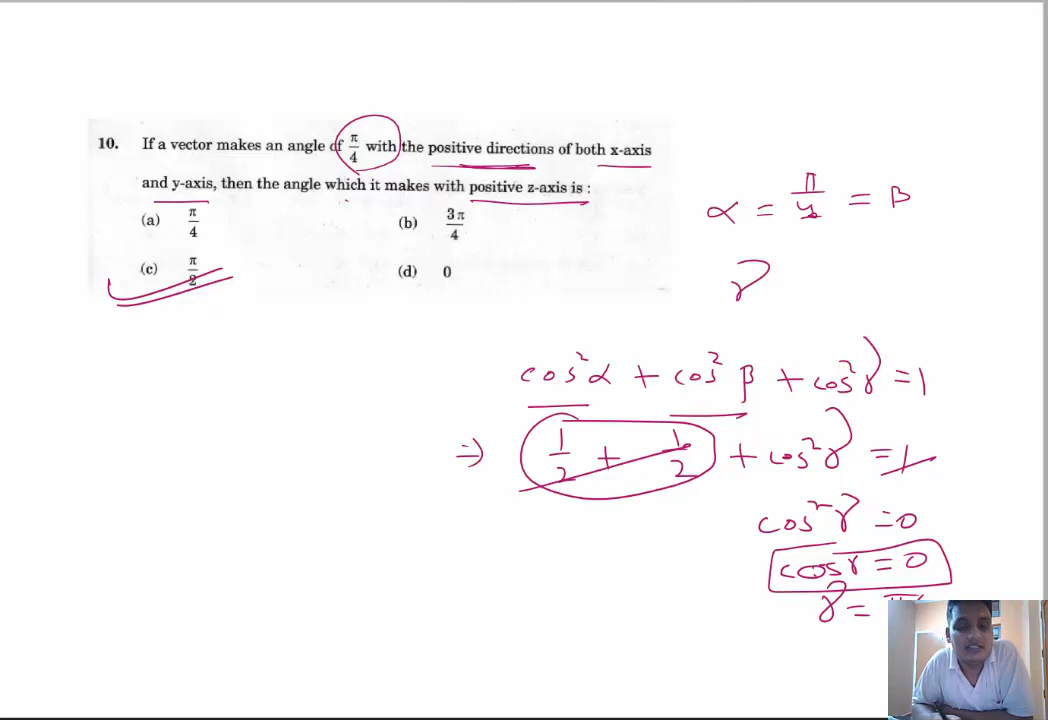 10. If a vector makes an angle of π/4 with the positive directions of both x-axis
and y-axis, then the angle which it makes with positive z-axis is :
(a) π/4 (b) 3π/4
(c) π/2 (d) 0
α = π/4 = β
γ
cos²α + cos²β + cos²γ = 1
⇒ 1/2 + 1/2 + cos²γ = 1
cos²γ = 0
cosγ = 0
γ =